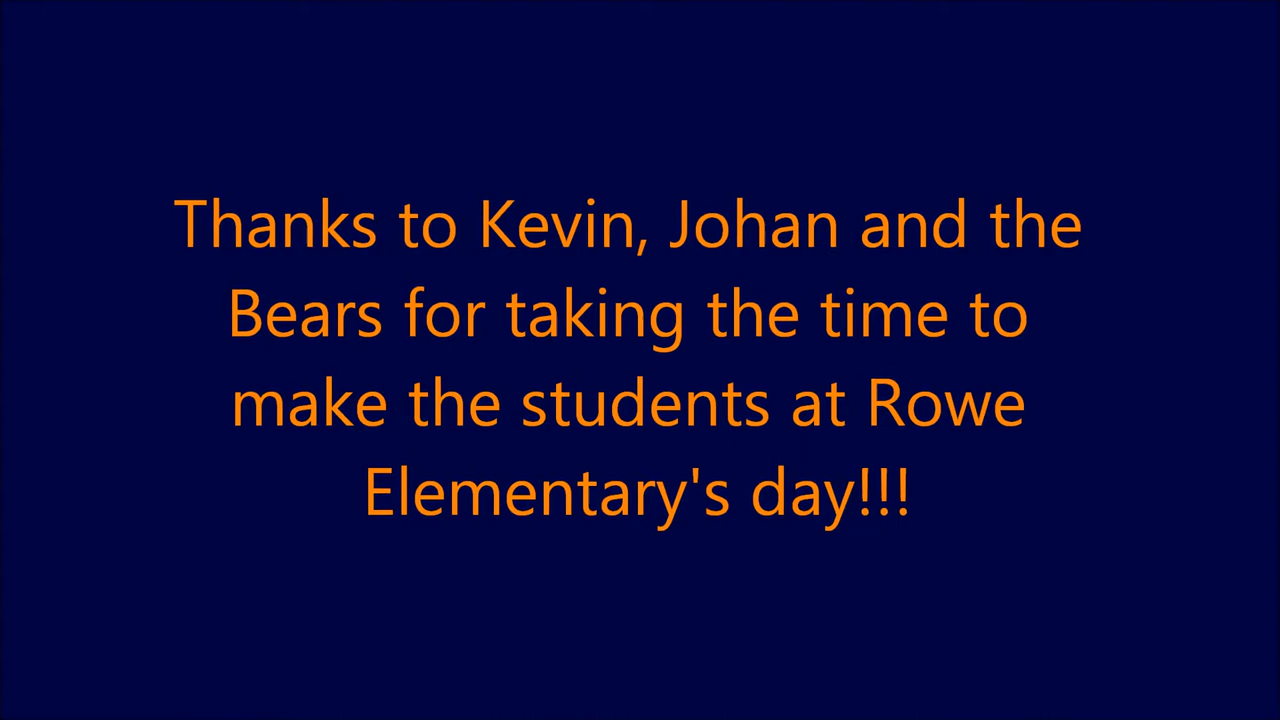 Thanks to Kevin, Johan and the
Bears for taking the time to
make the students at Rowe
Elementary's day!!!